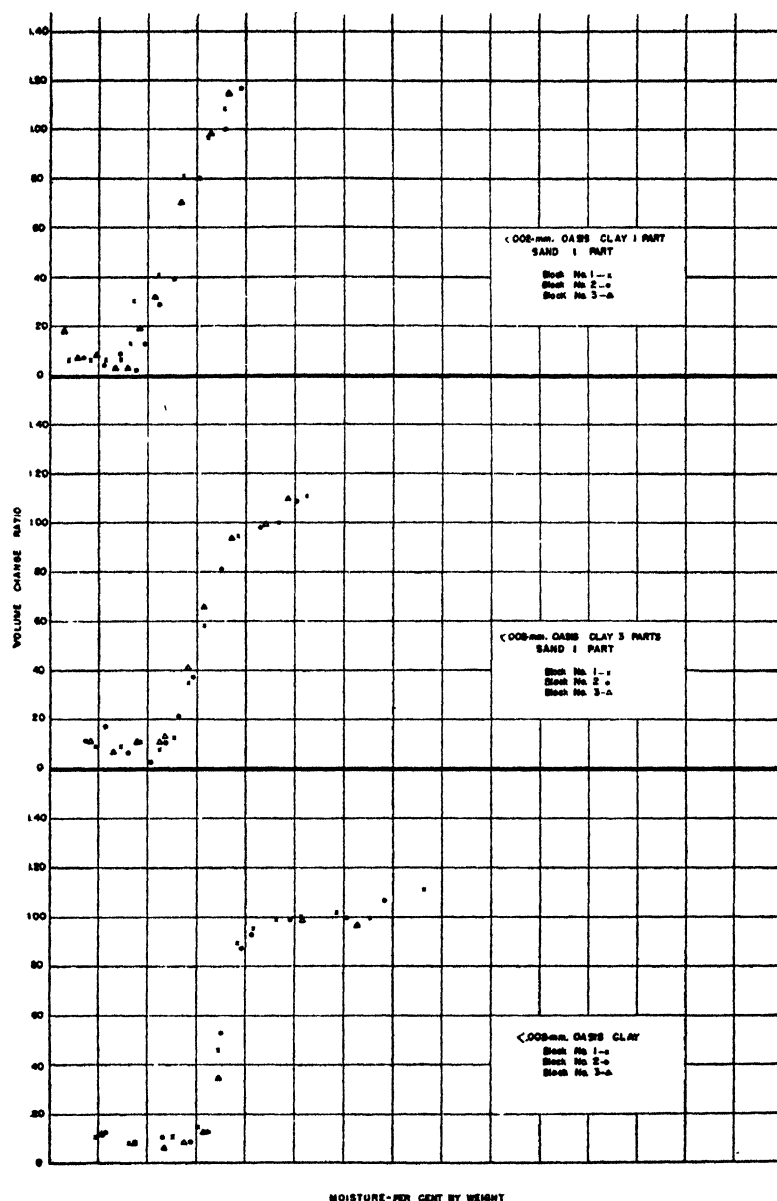 1.40
1.20
1.00
.80
.60
.40
.20
0
<.002-mm. OASIS CLAY 1 PART
SAND 1 PART
Block No. 1-x
Block No. 2-o
Block No. 3-△
1.40
1.20
1.00
.80
.60
.40
.20
0
VOLUME CHANGE RATIO
<.002-mm. OASIS CLAY 3 PARTS
SAND 1 PART
Block No. 1-x
Block No. 2 o
Block No. 3-△
1.40
1.20
1.00
.80
.60
.40
.20
0
<.002-mm. OASIS CLAY
Block No. 1-x
Block No. 2-o
Block No. 3-△
MOISTURE-PER CENT BY WEIGHT